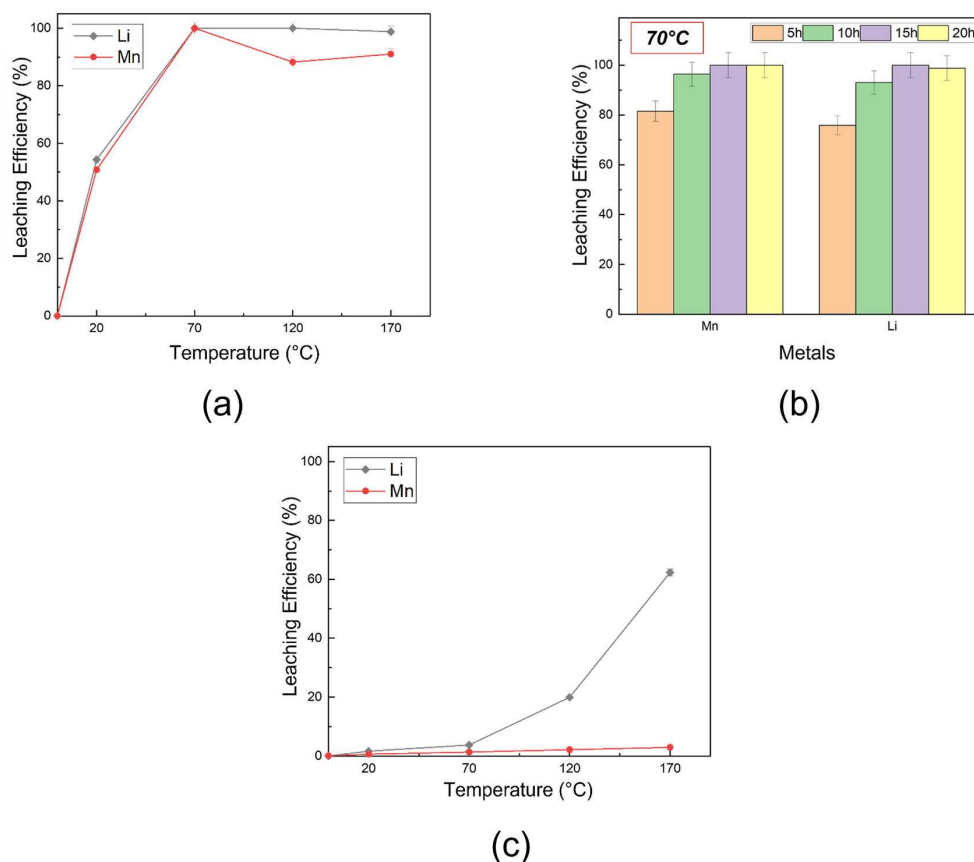 100
80
60
40
20
0
Leaching Efficiency (%)
Li
Mn
20 70 120 170
Temperature (°C)
(a)
70°C
5h 10h 15h 20h
100
80
60
40
20
0
Leaching Efficiency (%)
Mn Li
Metals
(b)
100
80
60
40
20
0
Leaching Efficiency (%)
Li
Mn
20 70 120 170
Temperature (°C)
(c)